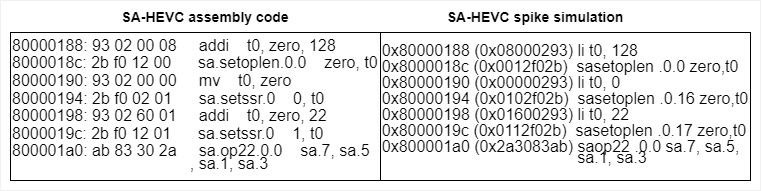 SA-HEVC assembly code
80000188: 93 02 00 08 addi t0, zero, 128
8000018c: 2b f0 12 00 sa.setoplen.0.0 zero, t0
80000190: 93 02 00 00 mv t0, zero
80000194: 2b f0 02 01 sa.setssr.0 0, t0
80000198: 93 02 60 01 addi t0, zero, 22
8000019c: 2b f0 12 01 sa.setssr.0 1, t0
800001a0: ab 83 30 2a sa.op22.0.0 sa.7, sa.5
, sa.1, sa.3
SA-HEVC spike simulation
0x80000188 (0x08000293) li t0, 128
0x8000018c (0x0012f02b) sasetoplen .0.0 zero,t0
0x80000190 (0x00000293) li t0, 0
0x80000194 (0x0102f02b) sasetoplen .0.16 zero,t0
0x80000198 (0x01600293) li t0, 22
0x8000019c (0x0112f02b) sasetoplen .0.17 zero,t0
0x800001a0 (0x2a3083ab) saop22 .0.0 sa.7, sa.5,
sa.1, sa.3